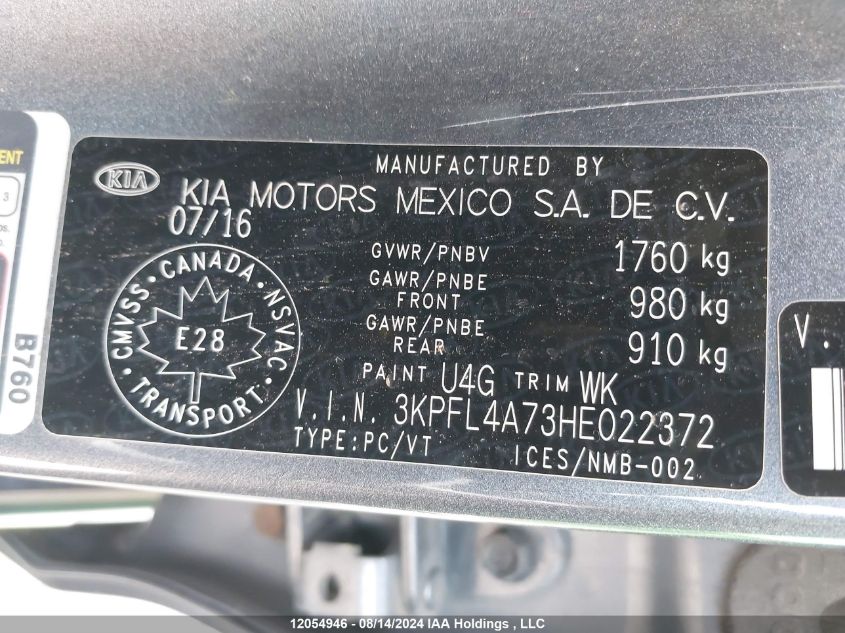 MANUFACTURED BY
KIA
KIA MOTORS MEXICO S.A. DE C.V.
07/16
GVWR/PNBV 1760 kg
GAWR/PNBE
FRONT 980 kg
GAWR/PNBE
REAR 910 kg
PAINT U4G TRIM WK
V.I.N. 3KPFL4A73HE022372
TYPE:PC/VT ICES/NMB-002
CANADA
CMVSS
NSVAC
E28
TRANSPORT
ENT
3
B760
V.
12054946 - 08/14/2024 IAA Holdings , LLC